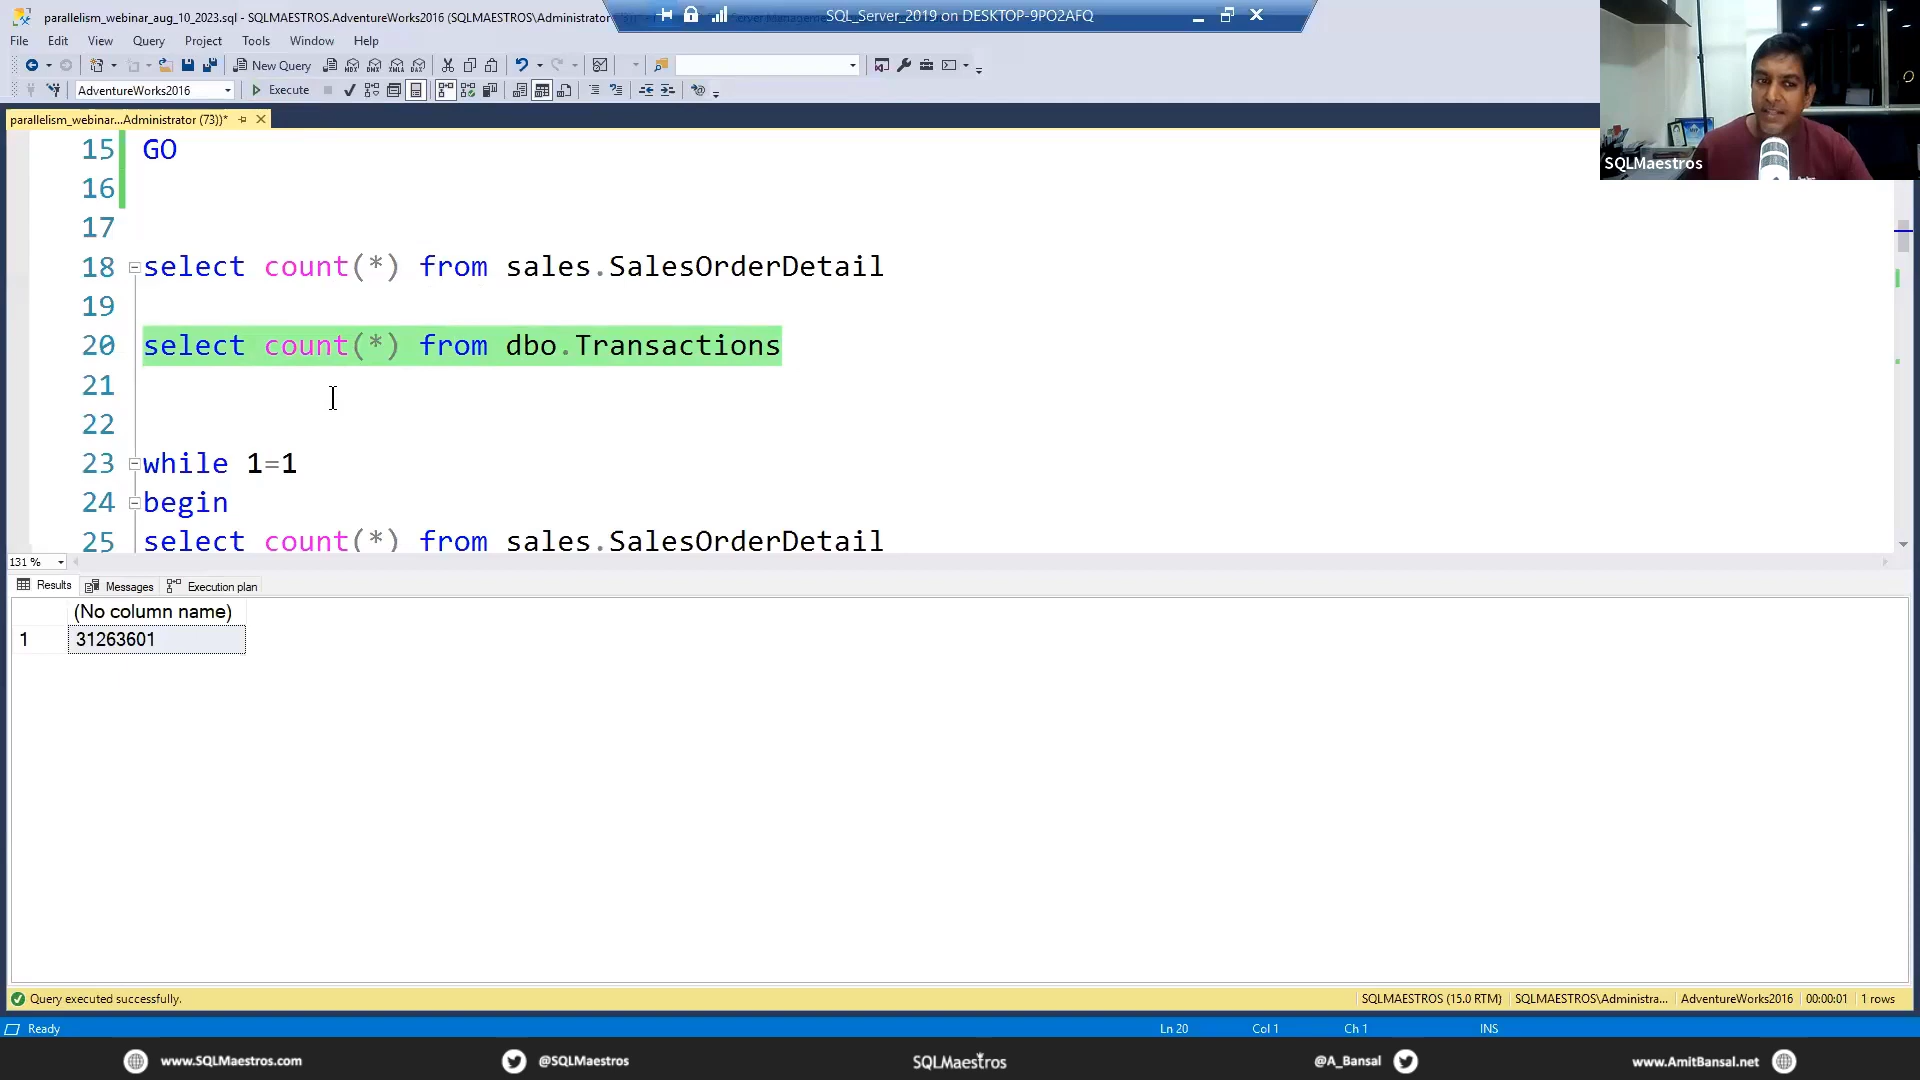 parallelism_webinar_aug_10_2023.sql - SQLMAESTROS.AdventureWorks2016 (SQLMAESTROS\Administrator
SQL_Server_2019 on DESKTOP-9PO2AFQ
File Edit View Query Project Tools Window Help
New Query
AdventureWorks2016 Execute
parallelism_webinar...Administrator (73))*
SQLMaestros
15 GO
16
17
18 select count(*) from sales.SalesOrderDetail
19
20 select count(*) from dbo.Transactions
21
22
23 while 1=1
24 begin
25 select count(*) from sales.SalesOrderDetail
131 %
Results Messages Execution plan
(No column name)
1 31263601
Query executed successfully. SQLMAESTROS (15.0 RTM) SQLMAESTROS\Administra... AdventureWorks2016 00:00:01 1 rows
Ready Ln 20 Col 1 Ch 1 INS
www.SQLMaestros.com @SQLMaestros SQLMaestros @A_Bansal www.AmitBansal.net